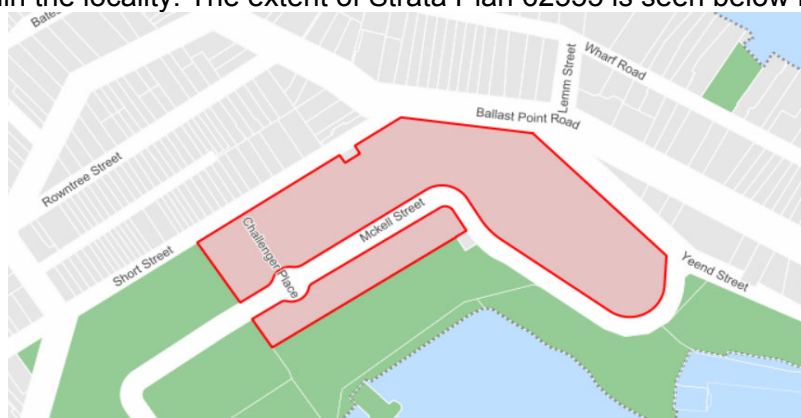 in the locality. The extent of Strata Plan 62555 is seen below
Wharf Road
Lemm Street
Ballast Point Road
Rowntree Street
Mckell Street
Challenger Place
Short Street
Yeend Street